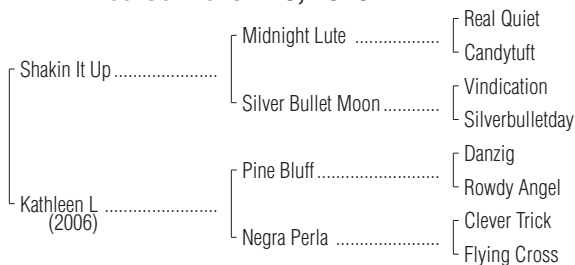 Shakin It Up
Kathleen L
(2006)
Midnight Lute
Silver Bullet Moon
Pine Bluff
Negra Perla
Real Quiet
Candytuft
Vindication
Silverbulletday
Danzig
Rowdy Angel
Clever Trick
Flying Cross